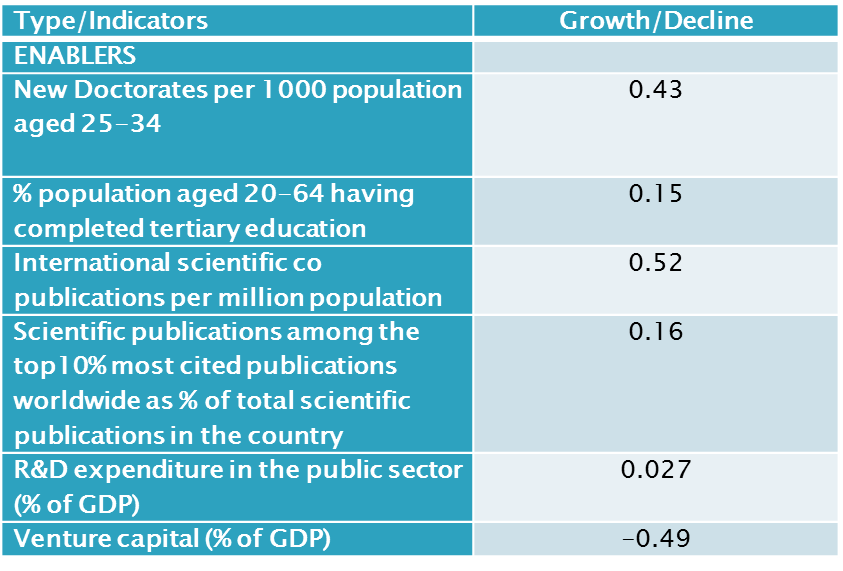 Type/Indicators Growth/Decline
ENABLERS
New Doctorates per 1000 population 0.43
aged 25-34
% population aged 20-64 having 0.15
completed tertiary education
International scientific co 0.52
publications per million population
Scientific publications among the 0.16
top10% most cited publications
worldwide as % of total scientific
publications in the country
R&D expenditure in the public sector 0.027
(% of GDP)
Venture capital (% of GDP) -0.49